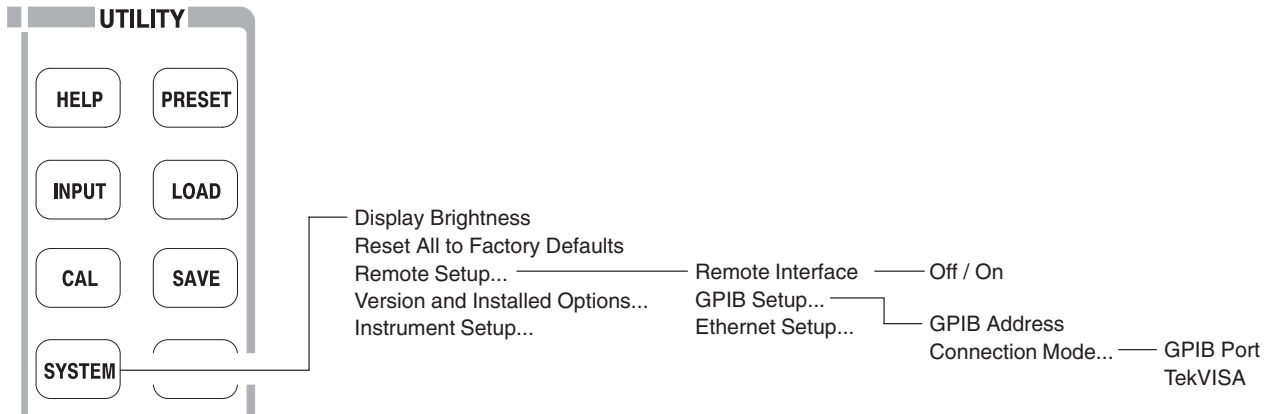 UTILITY
HELP PRESET
INPUT LOAD
CAL SAVE
SYSTEM
Display Brightness
Reset All to Factory Defaults
Remote Setup...
Version and Installed Options...
Instrument Setup...
Remote Interface
GPIB Setup...
Ethernet Setup...
Off / On
GPIB Address
Connection Mode...
GPIB Port
TekVISA